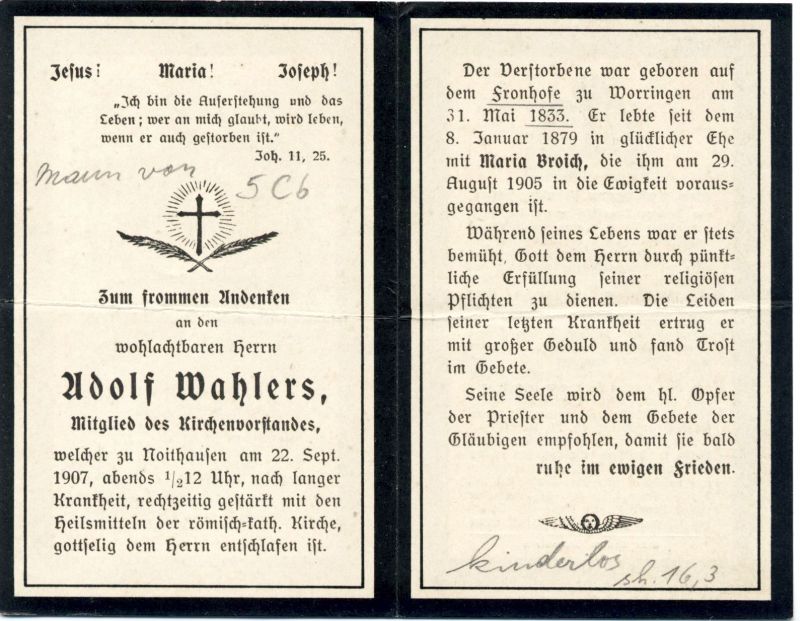 Jesus! Maria! Joseph!
„Ich bin die Auferstehung und das
Leben; wer an mich glaubt, wird leben,
wenn er auch gestorben ist.“
Joh. 11, 25.
Mann von 5 C b
Zum frommen Andenken
an den
wohlachtbaren Herrn
Adolf Wahlers,
Mitglied des Kirchenvorstandes,
welcher zu Noithausen am 22. Sept.
1907, abends ½12 Uhr, nach langer
Krankheit, rechtzeitig gestärkt mit den
Heilsmitteln der römisch-kath. Kirche,
gottselig dem Herrn entschlafen ist.
Der Verstorbene war geboren auf
dem Fronhofe zu Worringen am
31. Mai 1833. Er lebte seit dem
8. Januar 1879 in glücklicher Ehe
mit Maria Broich, die ihm am 29.
August 1905 in die Ewigkeit voraus-
gegangen ist.
Während seines Lebens war er stets
bemüht, Gott dem Herrn durch pünkt-
liche Erfüllung seiner religiösen
Pflichten zu dienen. Die Leiden
seiner letzten Krankheit ertrug er
mit großer Geduld und fand Trost
im Gebete.
Seine Seele wird dem hl. Opfer
der Priester und dem Gebete der
Gläubigen empfohlen, damit sie bald
ruhe im ewigen Frieden.
kinderlos
sh. 16,3